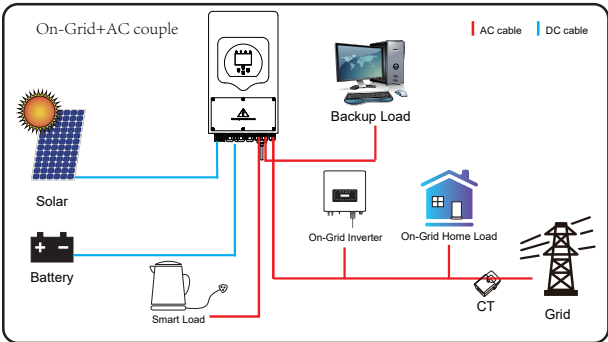 On-Grid+AC couple
AC cable
DC cable
Backup Load
Solar
On-Grid Inverter
On-Grid Home Load
Battery
Smart Load
CT
Grid